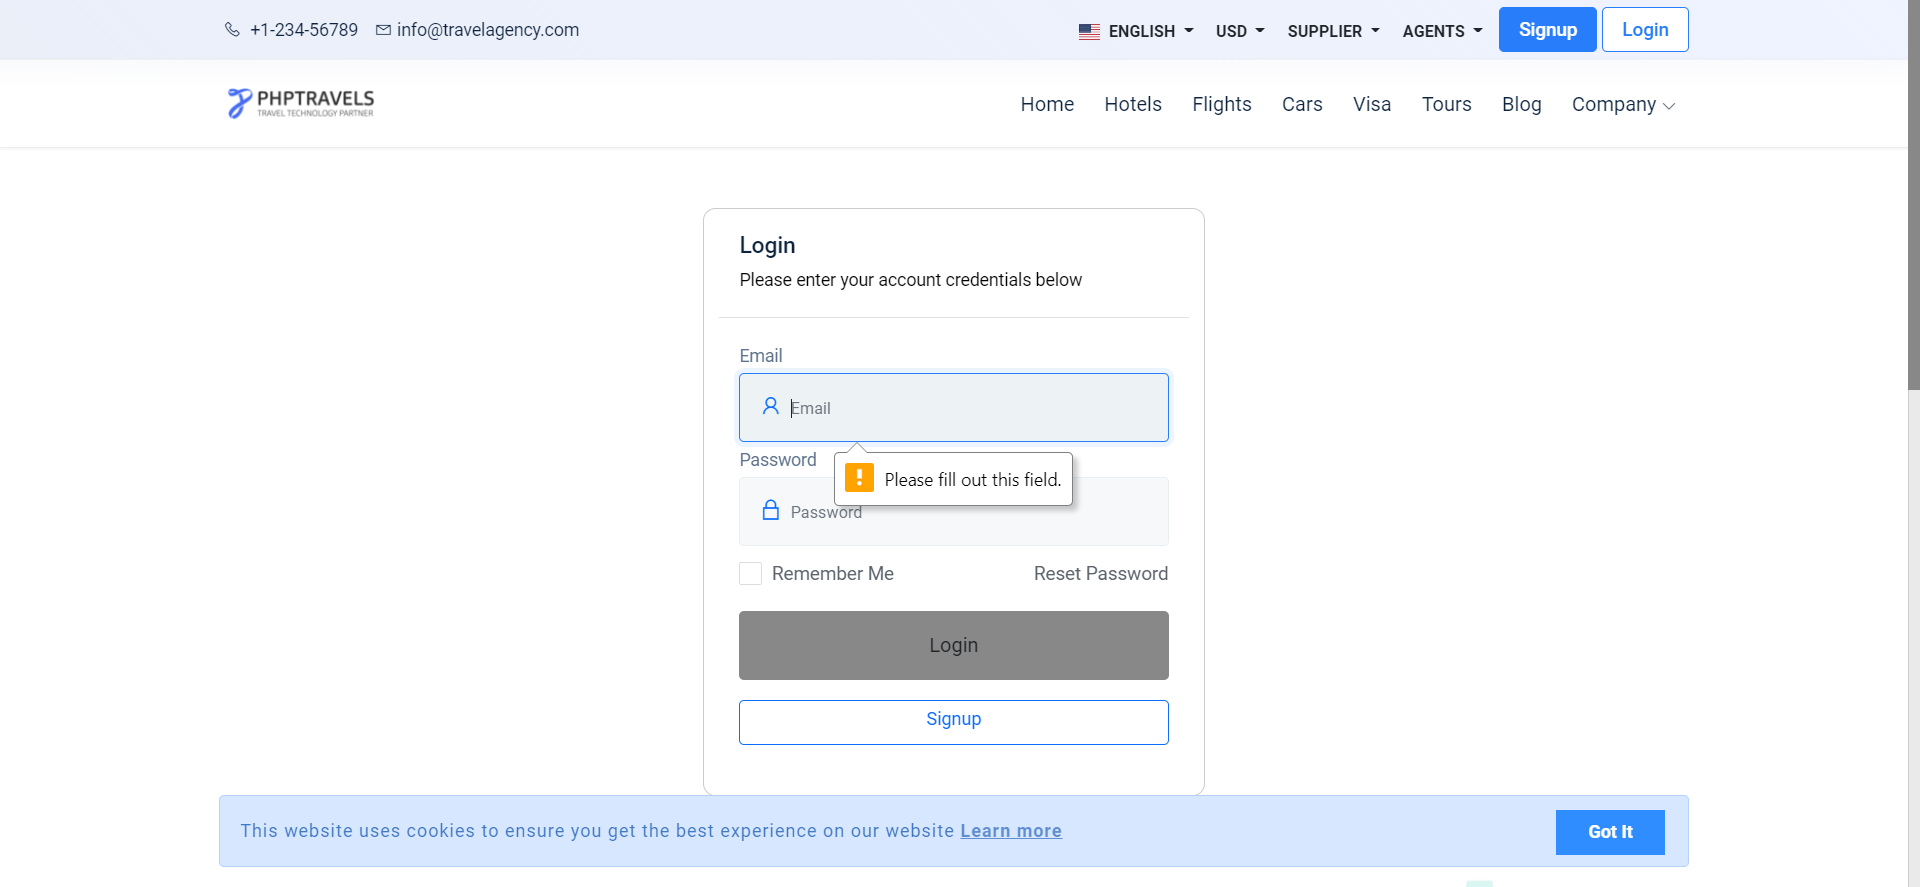 +1-234-56789 info@travelagency.com ENGLISH USD SUPPLIER AGENTS Signup Login
PHPTRAVELS
TRAVEL TECHNOLOGY PARTNER
Home Hotels Flights Cars Visa Tours Blog Company
Login
Please enter your account credentials below
Email
Email
Password
Please fill out this field.
Password
Remember Me Reset Password
Login
Signup
This website uses cookies to ensure you get the best experience on our website Learn more Got It